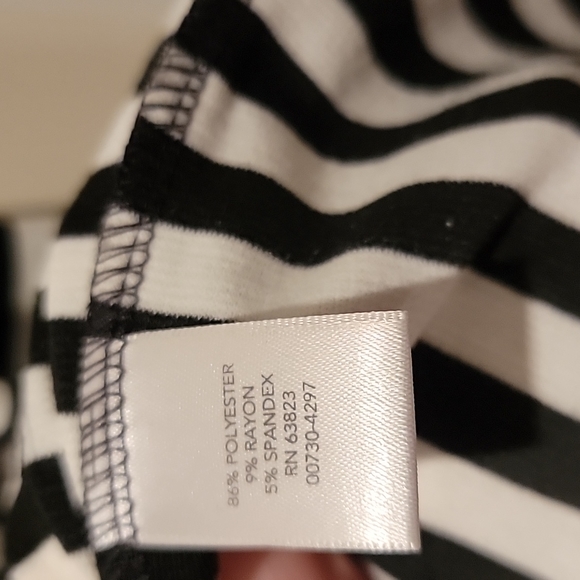 86% POLYESTER
9% RAYON
5% SPANDEX
RN 63823
00730-4297